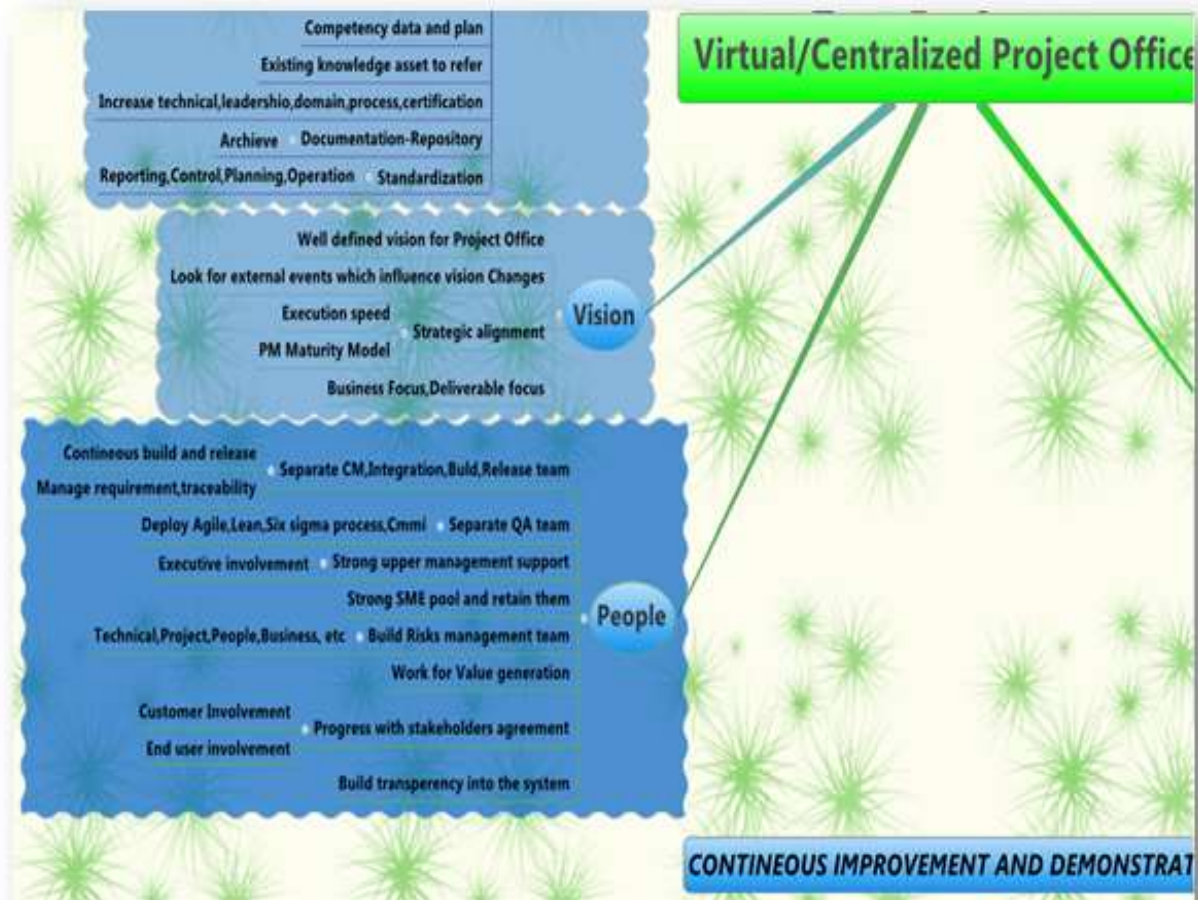 Competency data and plan
Existing knowledge asset to refer
Increase technical,leadershio,domain,process,certification
Archieve Documentation-Repository
Reporting,Control,Planning,Operation Standardization
Virtual/Centralized Project Office
Well defined vision for Project Office
Look for external events which influence vision Changes
Execution speed
Strategic alignment
PM Maturity Model
Business Focus,Deliverable focus
Vision
Contineous build and release
Separate CM,Integration,Buld,Release team
Manage requirement,traceability
Deploy Agile,Lean,Six sigma process,Cmmi Separate QA team
Executive involvement Strong upper management support
Strong SME pool and retain them
Technical,Project,People,Business, etc Build Risks management team
Work for Value generation
Customer Involvement
Progress with stakeholders agreement
End user involvement
Build transperency into the system
People
CONTINEOUS IMPROVEMENT AND DEMONSTRAT